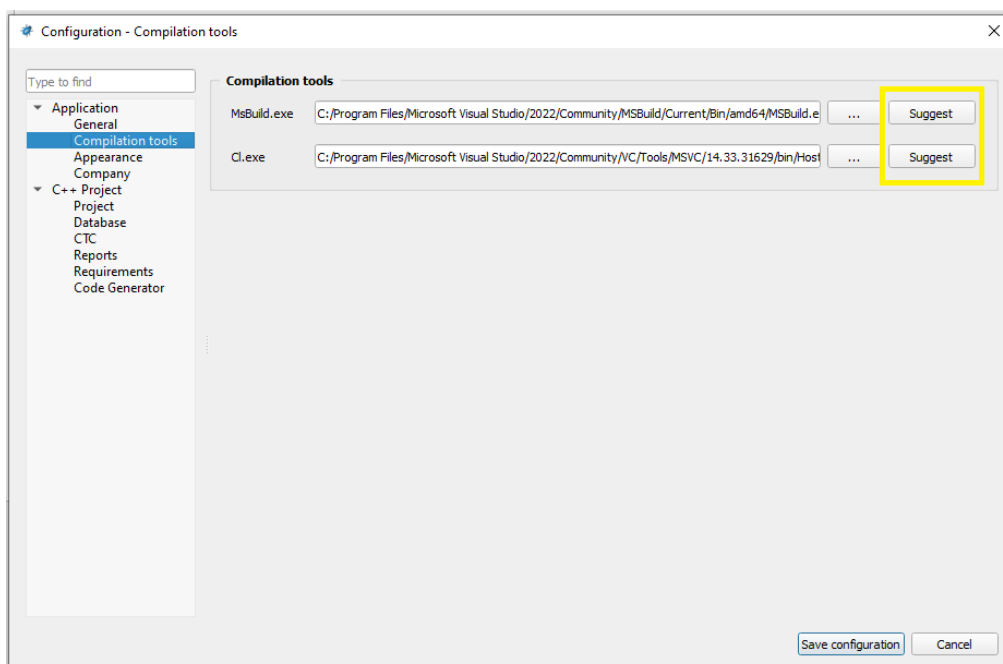 Configuration - Compilation tools
Type to find
Application
General
Compilation tools
Appearance
Company
C++ Project
Project
Database
CTC
Reports
Requirements
Code Generator
Compilation tools
MsBuild.exe C:/Program Files/Microsoft Visual Studio/2022/Community/MSBuild/Current/Bin/amd64/MSBuild.e ... Suggest
Cl.exe C:/Program Files/Microsoft Visual Studio/2022/Community/VC/Tools/MSVC/14.33.31629/bin/Host ... Suggest
Save configuration Cancel